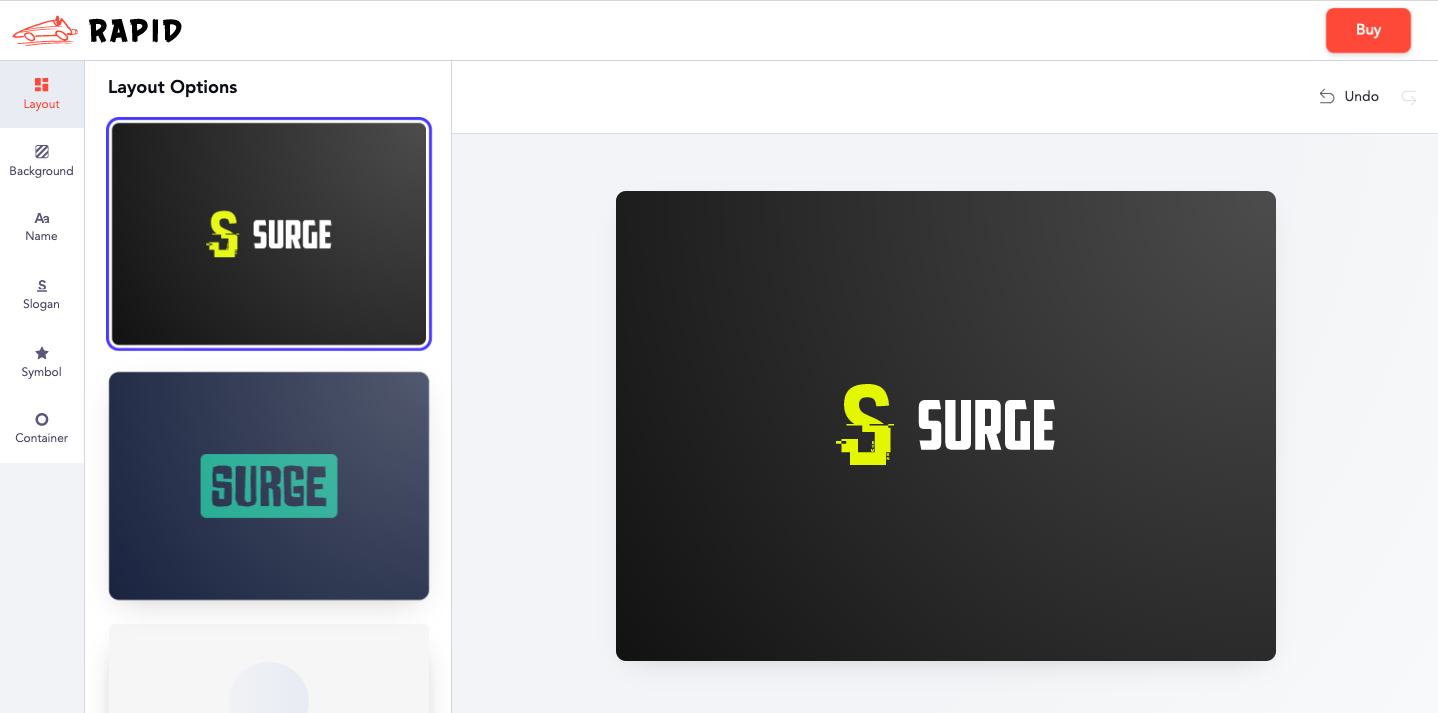 RAPID
Buy
Layout
Background
Aa
Name
S
Slogan
Symbol
Container
Layout Options
S SURGE
SURGE
Undo
S SURGE